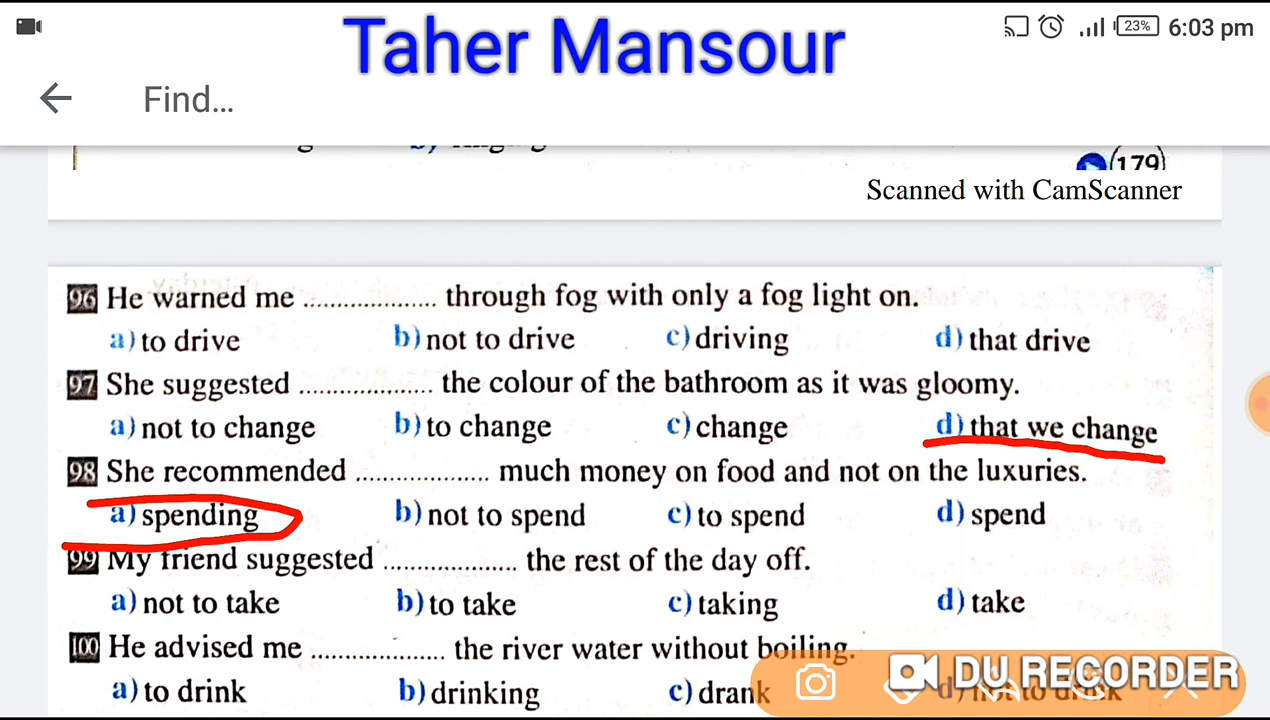 Taher Mansour
23% 6:03 pm
Find...
(179)
Scanned with CamScanner
96 He warned me .................... through fog with only a fog light on.
a) to drive b) not to drive c) driving d) that drive
97 She suggested .................... the colour of the bathroom as it was gloomy.
a) not to change b) to change c) change d) that we change
98 She recommended .................... much money on food and not on the luxuries.
a) spending b) not to spend c) to spend d) spend
99 My friend suggested .................... the rest of the day off.
a) not to take b) to take c) taking d) take
100 He advised me .................... the river water without boiling.
a) to drink b) drinking c) drank d) not to drink
DU RECORDER